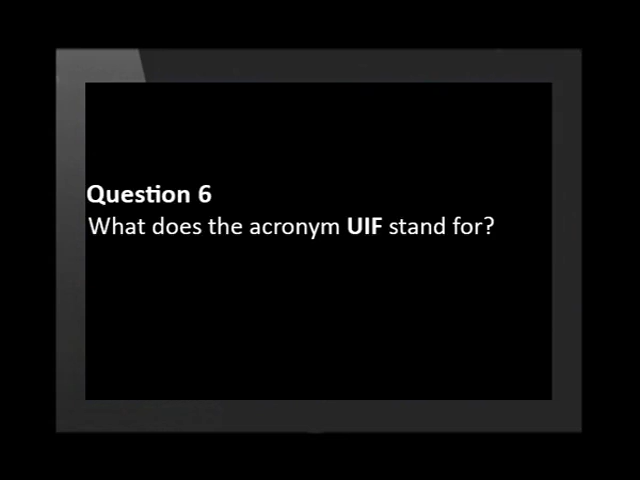 Question 6
What does the acronym UIF stand for?